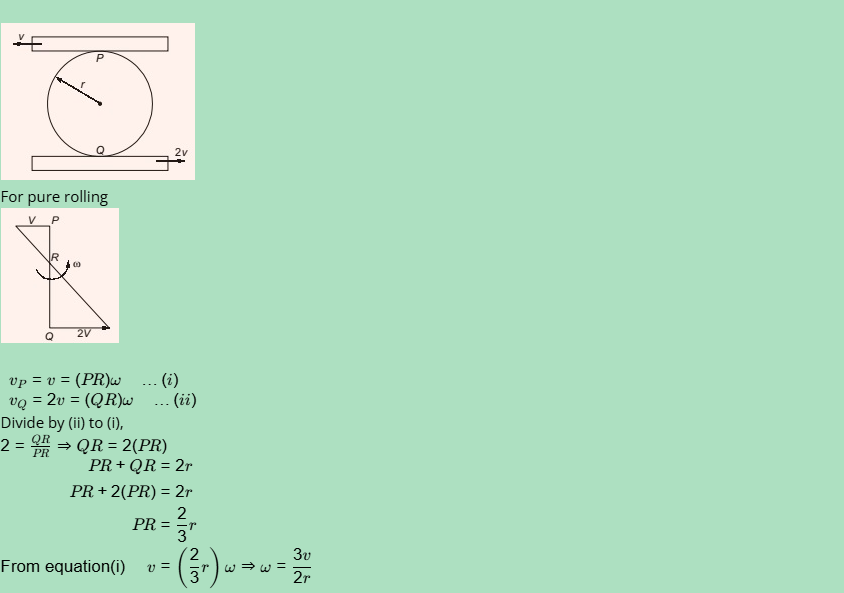 v
P
r
Q
2v
For pure rolling
V P
R
ω
Q 2V
v_P = v = (PR)ω ... (i)
v_Q = 2v = (QR)ω ... (ii)
Divide by (ii) to (i),
2 = QR/PR ⇒ QR = 2(PR)
PR + QR = 2r
PR + 2(PR) = 2r
PR = 2/3 r
From equation(i) v = (2/3 r) ω ⇒ ω = 3v/2r